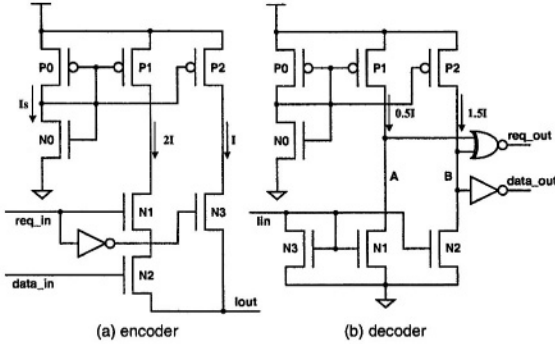 P0
P1
P2
Is
N0
2I
I
req_in
N1
N3
data_in
N2
Iout
(a) encoder
P0
P1
P2
0.5I
1.5I
N0
req_out
A
B
data_out
Iin
N3
N1
N2
(b) decoder